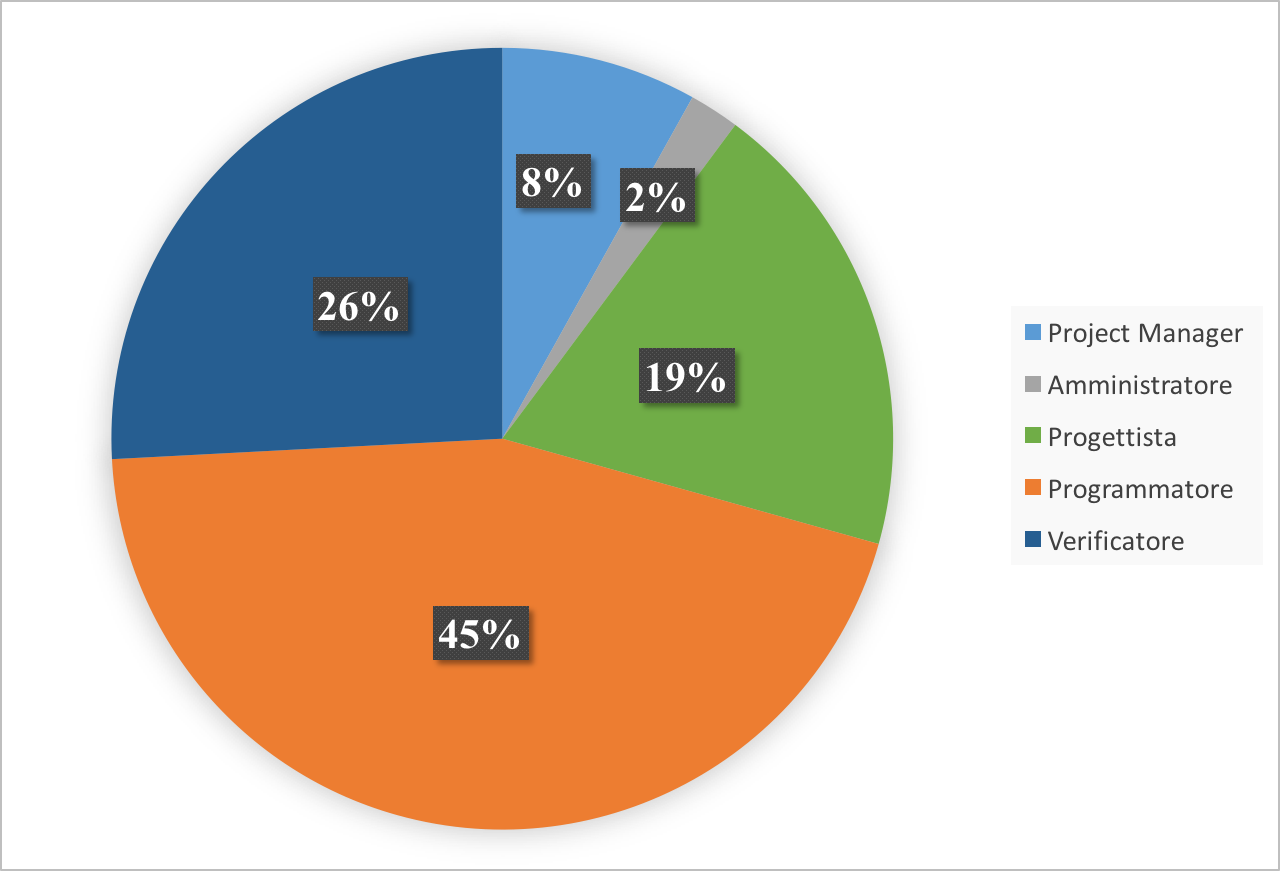 8%
2%
26%
19%
45%
Project Manager
Amministratore
Progettista
Programmatore
Verificatore